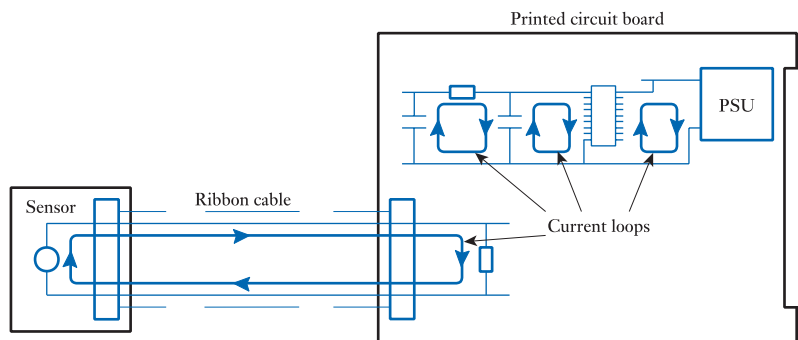 Printed circuit board
PSU
Sensor
Ribbon cable
Current loops